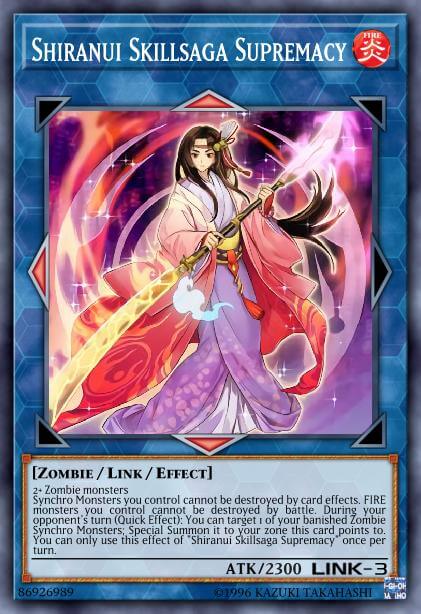 SHIRANUI SKILLSAGA SUPREMACY
FIRE
炎
[ZOMBIE / LINK / EFFECT]
2+ Zombie monsters
Synchro Monsters you control cannot be destroyed by card effects. FIRE
monsters you control cannot be destroyed by battle. During your
opponent's turn (Quick Effect): You can target 1 of your banished Zombie
Synchro Monsters; Special Summon it to your zone this card points to.
You can only use this effect of "Shiranui Skillsaga Supremacy" once per
turn.
ATK/2300 LINK-3
86926989 ©1996 KAZUKI TAKAHASHI